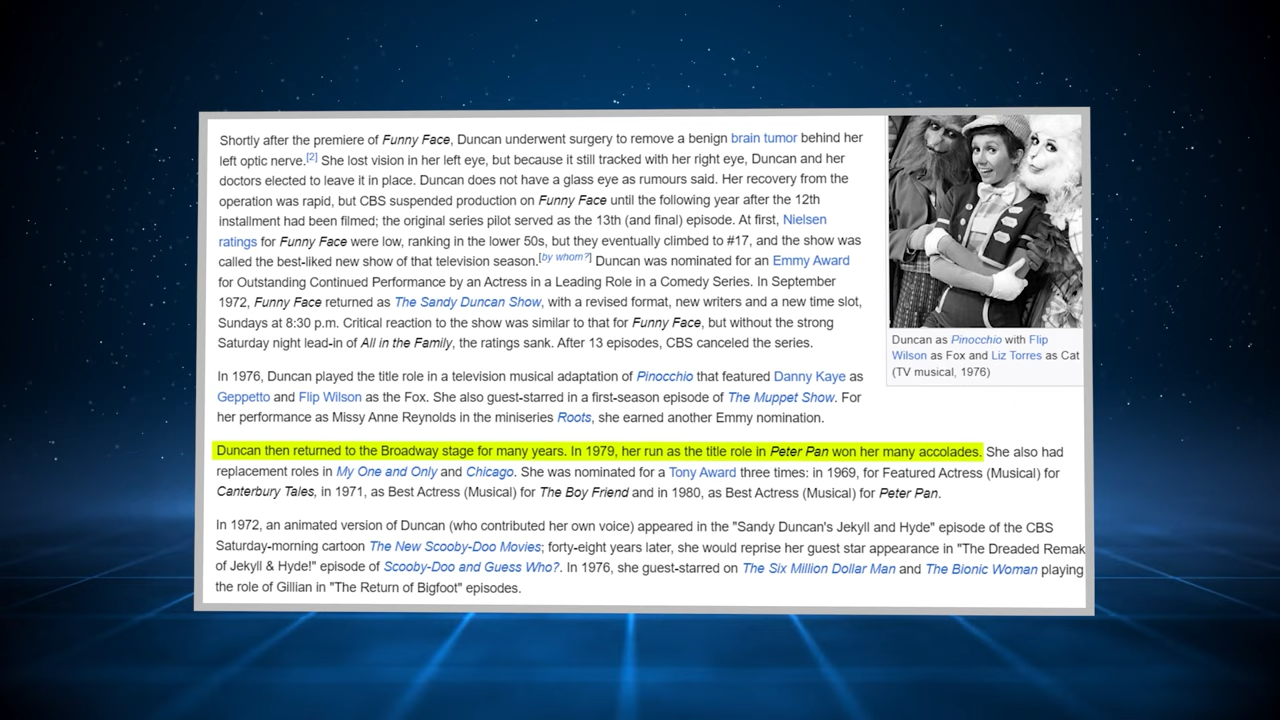 Shortly after the premiere of Funny Face, Duncan underwent surgery to remove a benign brain tumor behind her
left optic nerve.[2] She lost vision in her left eye, but because it still tracked with her right eye, Duncan and her
doctors elected to leave it in place. Duncan does not have a glass eye as rumours said. Her recovery from the
operation was rapid, but CBS suspended production on Funny Face until the following year after the 12th
installment had been filmed; the original series pilot served as the 13th (and final) episode. At first, Nielsen
ratings for Funny Face were low, ranking in the lower 50s, but they eventually climbed to #17, and the show was
called the best-liked new show of that television season.[by whom?] Duncan was nominated for an Emmy Award
for Outstanding Continued Performance by an Actress in a Leading Role in a Comedy Series. In September
1972, Funny Face returned as The Sandy Duncan Show, with a revised format, new writers and a new time slot,
Sundays at 8:30 p.m. Critical reaction to the show was similar to that for Funny Face, but without the strong
Saturday night lead-in of All in the Family, the ratings sank. After 13 episodes, CBS canceled the series.
Duncan as Pinocchio with Flip
Wilson as Fox and Liz Torres as Cat
(TV musical, 1976)
In 1976, Duncan played the title role in a television musical adaptation of Pinocchio that featured Danny Kaye as
Geppetto and Flip Wilson as the Fox. She also guest-starred in a first-season episode of The Muppet Show. For
her performance as Missy Anne Reynolds in the miniseries Roots, she earned another Emmy nomination.
Duncan then returned to the Broadway stage for many years. In 1979, her run as the title role in Peter Pan won her many accolades. She also had
replacement roles in My One and Only and Chicago. She was nominated for a Tony Award three times: in 1969, for Featured Actress (Musical) for
Canterbury Tales, in 1971, as Best Actress (Musical) for The Boy Friend and in 1980, as Best Actress (Musical) for Peter Pan.
In 1972, an animated version of Duncan (who contributed her own voice) appeared in the "Sandy Duncan's Jekyll and Hyde" episode of the CBS
Saturday-morning cartoon The New Scooby-Doo Movies; forty-eight years later, she would reprise her guest star appearance in "The Dreaded Remak
of Jekyll & Hyde!" episode of Scooby-Doo and Guess Who?. In 1976, she guest-starred on The Six Million Dollar Man and The Bionic Woman playing
the role of Gillian in "The Return of Bigfoot" episodes.